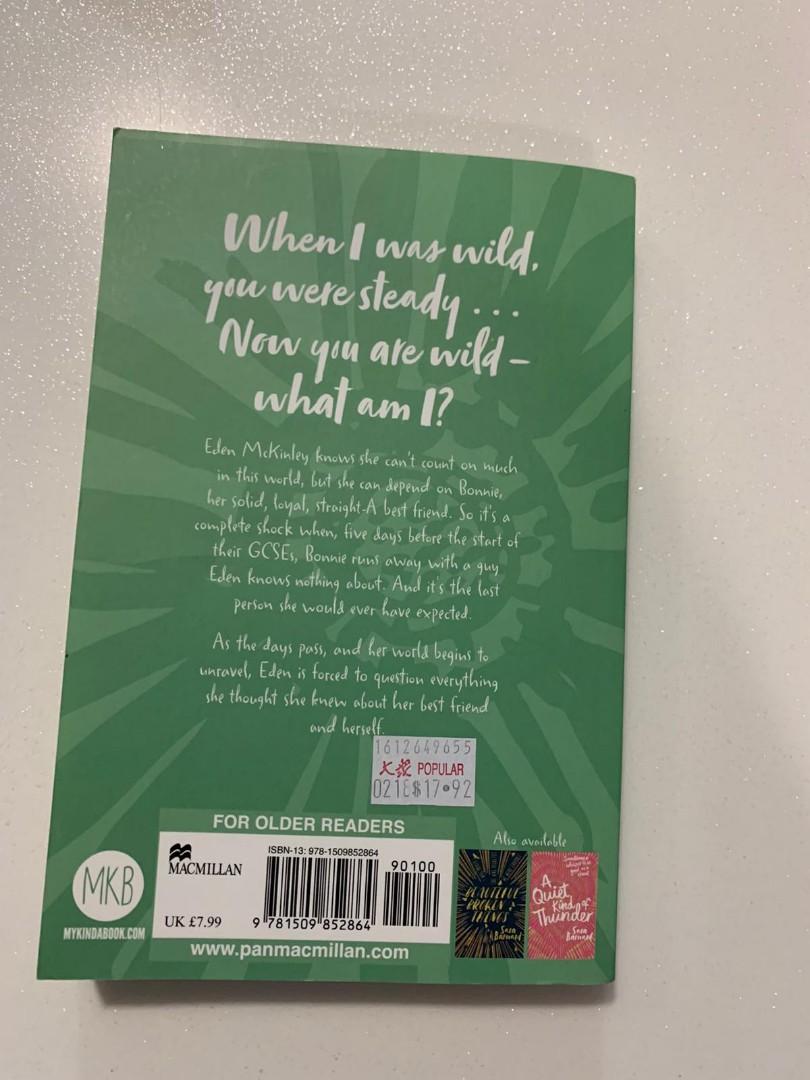 When I was wild,
you were steady . . .
Now you are wild –
what am I?
Eden McKinley knows she can't count on much
in this world, but she can depend on Bonnie,
her solid, loyal, straight-A best friend. So it's a
complete shock when, five days before the start of
their GCSEs, Bonnie runs away with a guy
Eden knows nothing about. And it's the last
person she would ever have expected.
As the days pass, and her world begins to
unravel, Eden is forced to question everything
she thought she knew about her best friend
and herself.
1612649655
大衆 POPULAR
021 $17.92
FOR OLDER READERS
MACMILLAN
ISBN-13: 978-1509852864
90100
UK £7.99
9 781509 852864
MKB
MYKINDABOOK.COM
www.panmacmillan.com
Also available
BEAUTIFUL
BROKEN
THINGS
Sara
Barnard
A
Quiet
Kind of
Thunder
Sara
Barnard